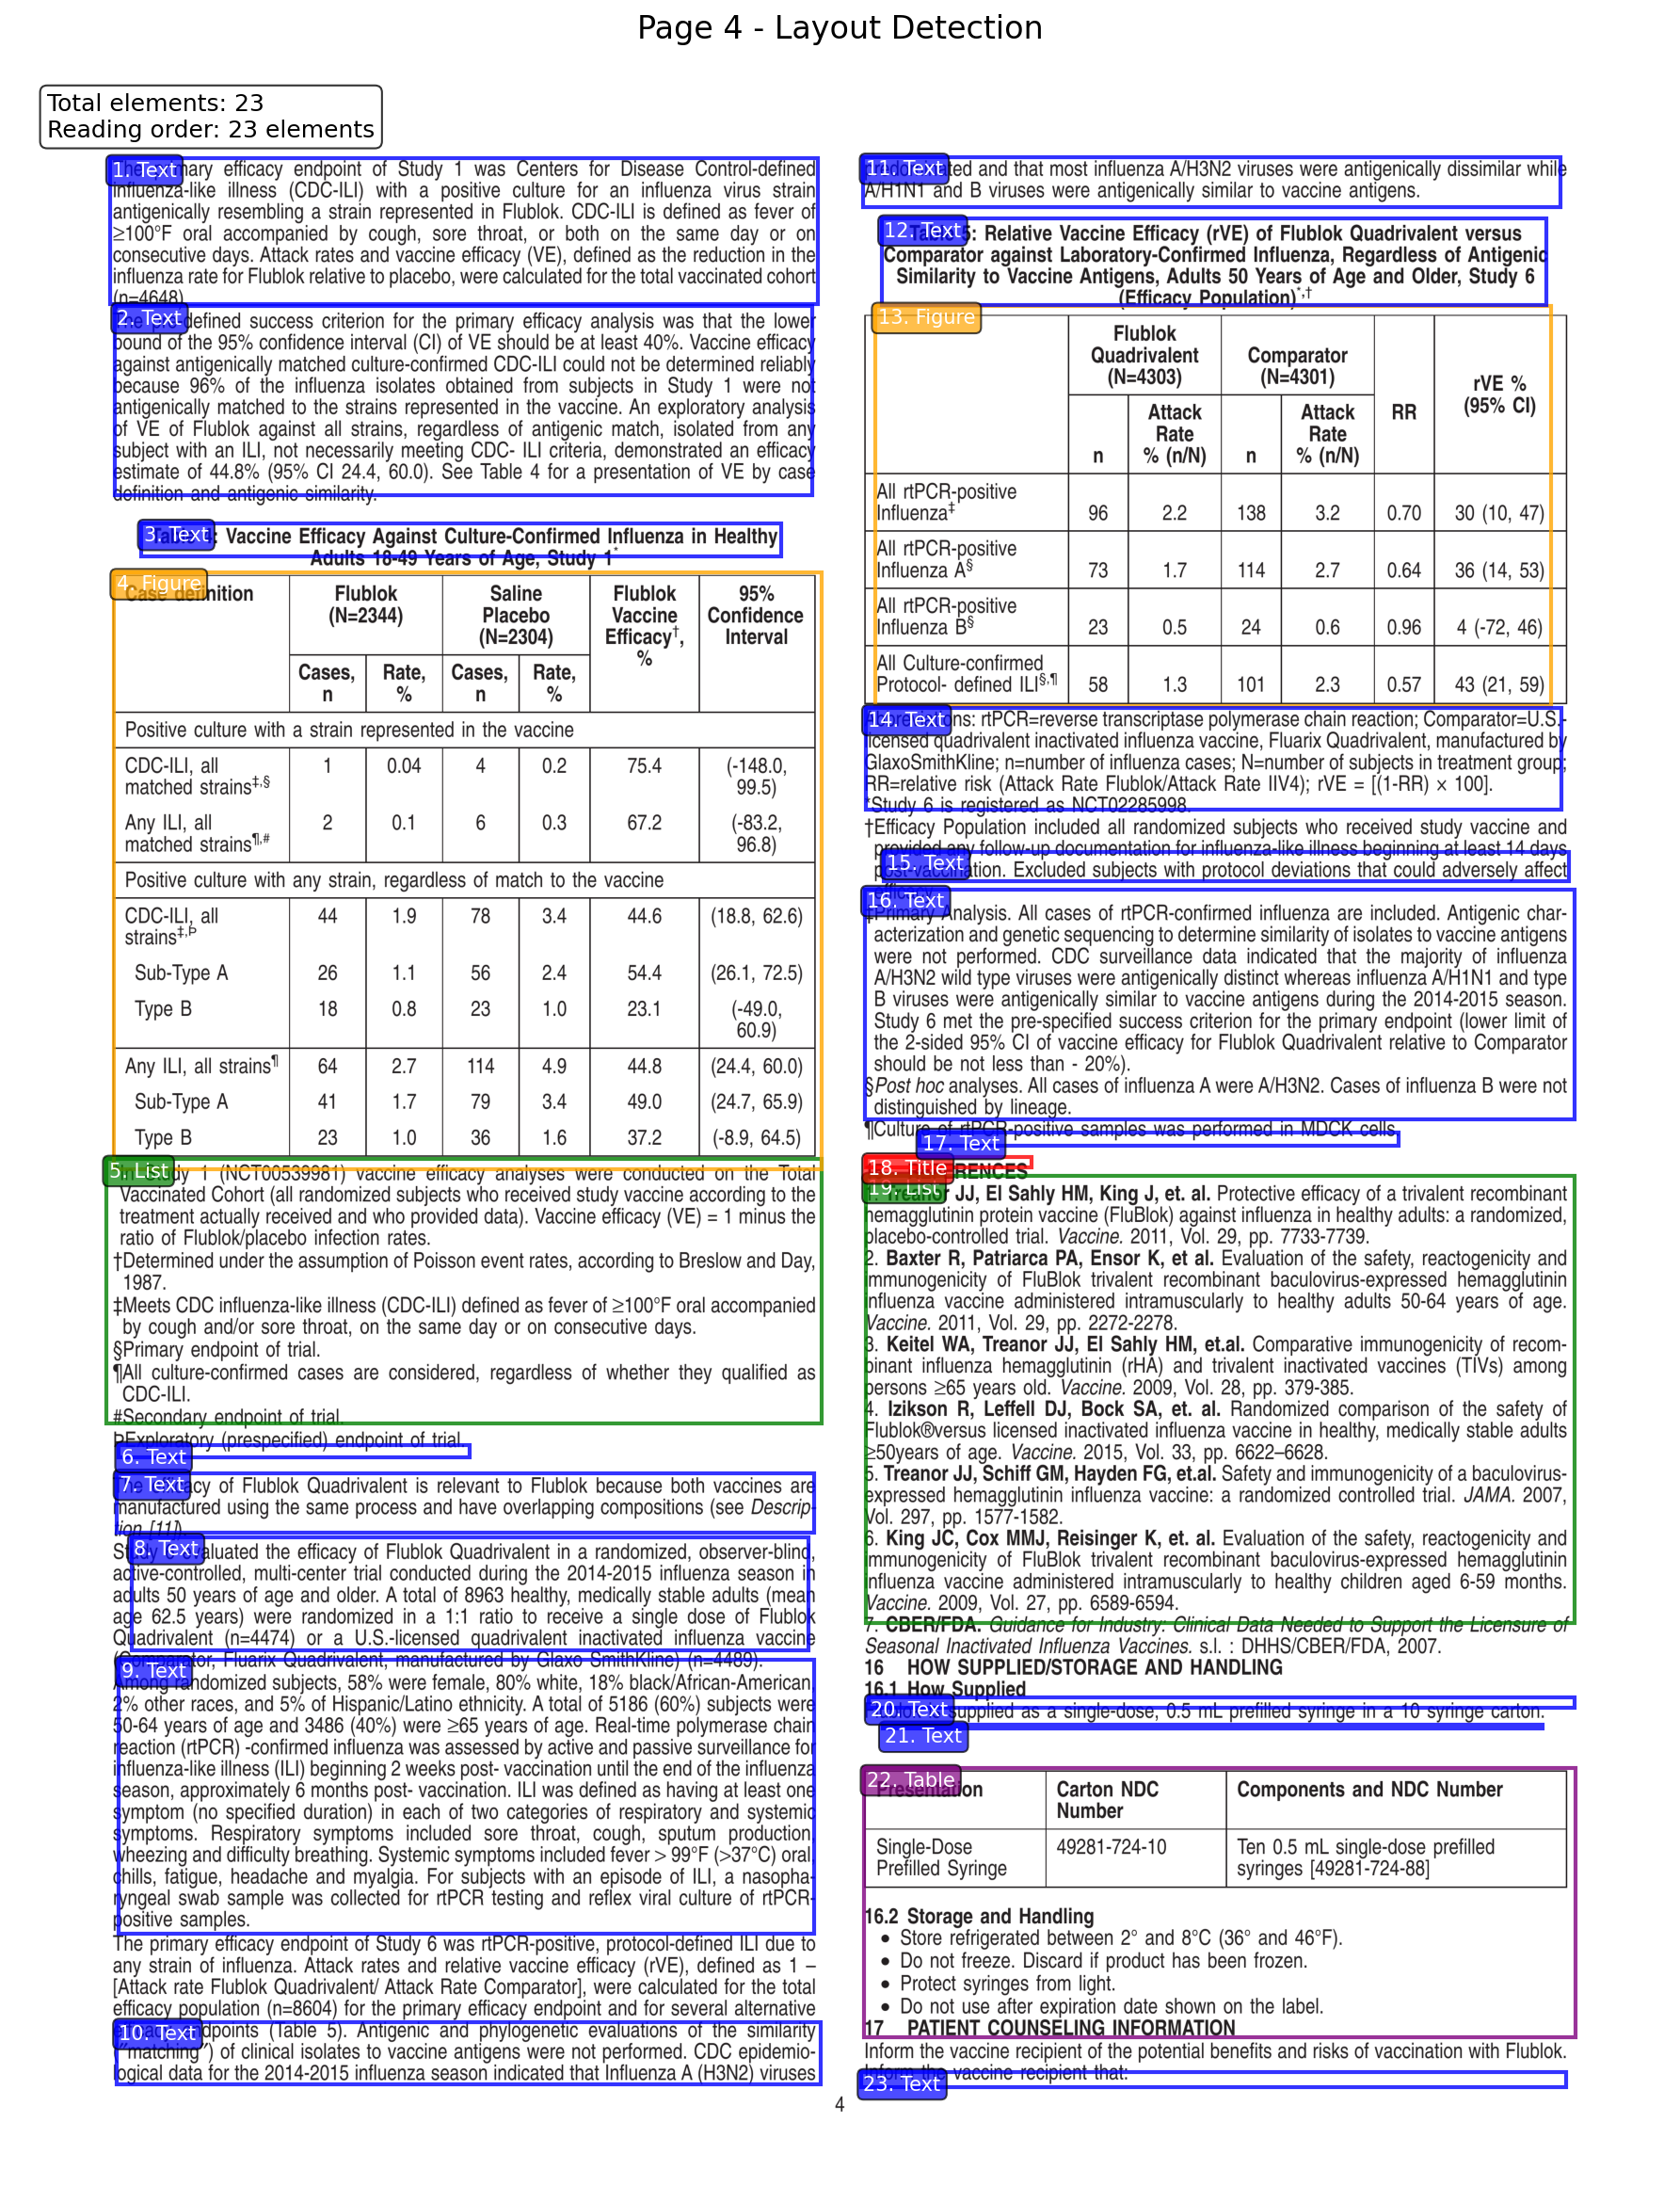 Page 4 - Layout Detection
Total elements: 23
Reading order: 23 elements
1. Text
primary efficacy endpoint of Study 1 was Centers for Disease Control-defined
influenza-like illness (CDC-ILI) with a positive culture for an influenza virus strain
antigenically resembling a strain represented in Flublok. CDC-ILI is defined as fever of
≥100°F oral accompanied by cough, sore throat, or both on the same day or on
consecutive days. Attack rates and vaccine efficacy (VE), defined as the reduction in the
influenza rate for Flublok relative to placebo, were calculated for the total vaccinated cohort
(n=4648)
2. Text
defined success criterion for the primary efficacy analysis was that the lower
bound of the 95% confidence interval (CI) of VE should be at least 40%. Vaccine efficacy
against antigenically matched culture-confirmed CDC-ILI could not be determined reliably
because 96% of the influenza isolates obtained from subjects in Study 1 were not
antigenically matched to the strains represented in the vaccine. An exploratory analysis
of VE of Flublok against all strains, regardless of antigenic match, isolated from any
subject with an ILI, not necessarily meeting CDC- ILI criteria, demonstrated an efficacy
estimate of 44.8% (95% CI 24.4, 60.0). See Table 4 for a presentation of VE by case
definition and antigenic similarity.
3. Text
: Vaccine Efficacy Against Culture-Confirmed Influenza in Healthy
Adults 18-49 Years of Age, Study 1*
4. Figure
Case definition Flublok (N=2344) Saline Placebo (N=2304) Flublok Vaccine Efficacy†, % 95% Confidence Interval
Cases, n Rate, % Cases, n Rate, %
Positive culture with a strain represented in the vaccine
CDC-ILI, all matched strains‡,§ 1 0.04 4 0.2 75.4 (-148.0, 99.5)
Any ILI, all matched strains¶,# 2 0.1 6 0.3 67.2 (-83.2, 96.8)
Positive culture with any strain, regardless of match to the vaccine
CDC-ILI, all strains‡,Þ 44 1.9 78 3.4 44.6 (18.8, 62.6)
Sub-Type A 26 1.1 56 2.4 54.4 (26.1, 72.5)
Type B 18 0.8 23 1.0 23.1 (-49.0, 60.9)
Any ILI, all strains¶ 64 2.7 114 4.9 44.8 (24.4, 60.0)
Sub-Type A 41 1.7 79 3.4 49.0 (24.7, 65.9)
Type B 23 1.0 36 1.6 37.2 (-8.9, 64.5)
5. List
1 (NCT00539981) vaccine efficacy analyses were conducted on the Total
Vaccinated Cohort (all randomized subjects who received study vaccine according to the
treatment actually received and who provided data). Vaccine efficacy (VE) = 1 minus the
ratio of Flublok/placebo infection rates.
†Determined under the assumption of Poisson event rates, according to Breslow and Day,
1987.
‡Meets CDC influenza-like illness (CDC-ILI) defined as fever of ≥100°F oral accompanied
by cough and/or sore throat, on the same day or on consecutive days.
§Primary endpoint of trial.
¶All culture-confirmed cases are considered, regardless of whether they qualified as
CDC-ILI.
#Secondary endpoint of trial.
ÞExploratory (prespecified) endpoint of trial.
6. Text
7. Text
of Flublok Quadrivalent is relevant to Flublok because both vaccines are
manufactured using the same process and have overlapping compositions (see Descrip-
tion [11]).
8. Text
evaluated the efficacy of Flublok Quadrivalent in a randomized, observer-blind,
active-controlled, multi-center trial conducted during the 2014-2015 influenza season in
adults 50 years of age and older. A total of 8963 healthy, medically stable adults (mean
age 62.5 years) were randomized in a 1:1 ratio to receive a single dose of Flublok
Quadrivalent (n=4474) or a U.S.-licensed quadrivalent inactivated influenza vaccine
(Comparator, Fluarix Quadrivalent, manufactured by Glaxo SmithKline) (n=4489).
9. Text
Among randomized subjects, 58% were female, 80% white, 18% black/African-American,
2% other races, and 5% of Hispanic/Latino ethnicity. A total of 5186 (60%) subjects were
50-64 years of age and 3486 (40%) were ≥65 years of age. Real-time polymerase chain
reaction (rtPCR) -confirmed influenza was assessed by active and passive surveillance for
influenza-like illness (ILI) beginning 2 weeks post- vaccination until the end of the influenza
season, approximately 6 months post- vaccination. ILI was defined as having at least one
symptom (no specified duration) in each of two categories of respiratory and systemic
symptoms. Respiratory symptoms included sore throat, cough, sputum production,
wheezing and difficulty breathing. Systemic symptoms included fever > 99°F (>37°C) oral,
chills, fatigue, headache and myalgia. For subjects with an episode of ILI, a nasopha-
ryngeal swab sample was collected for rtPCR testing and reflex viral culture of rtPCR-
positive samples.
The primary efficacy endpoint of Study 6 was rtPCR-positive, protocol-defined ILI due to
any strain of influenza. Attack rates and relative vaccine efficacy (rVE), defined as 1 –
[Attack rate Flublok Quadrivalent/ Attack Rate Comparator], were calculated for the total
efficacy population (n=8604) for the primary efficacy endpoint and for several alternative
10. Text
endpoints (Table 5). Antigenic and phylogenetic evaluations of the similarity
("matching") of clinical isolates to vaccine antigens were not performed. CDC epidemio-
logical data for the 2014-2015 influenza season indicated that Influenza A (H3N2) viruses
11. Text
and that most influenza A/H3N2 viruses were antigenically dissimilar while
A/H1N1 and B viruses were antigenically similar to vaccine antigens.
12. Text
5: Relative Vaccine Efficacy (rVE) of Flublok Quadrivalent versus
Comparator against Laboratory-Confirmed Influenza, Regardless of Antigenic
Similarity to Vaccine Antigens, Adults 50 Years of Age and Older, Study 6
(Efficacy Population)*,†
13. Figure
Flublok Quadrivalent (N=4303) Comparator (N=4301) RR rVE % (95% CI)
n Attack Rate % (n/N) n Attack Rate % (n/N)
All rtPCR-positive Influenza‡ 96 2.2 138 3.2 0.70 30 (10, 47)
All rtPCR-positive Influenza A§ 73 1.7 114 2.7 0.64 36 (14, 53)
All rtPCR-positive Influenza B§ 23 0.5 24 0.6 0.96 4 (-72, 46)
All Culture-confirmed Protocol- defined ILI§,¶ 58 1.3 101 2.3 0.57 43 (21, 59)
14. Text
rtPCR=reverse transcriptase polymerase chain reaction; Comparator=U.S.-
licensed quadrivalent inactivated influenza vaccine, Fluarix Quadrivalent, manufactured by
GlaxoSmithKline; n=number of influenza cases; N=number of subjects in treatment group;
RR=relative risk (Attack Rate Flublok/Attack Rate IIV4); rVE = [(1-RR) × 100].
*Study 6 is registered as NCT02285998.
†Efficacy Population included all randomized subjects who received study vaccine and
provided any follow-up documentation for influenza-like illness beginning at least 14 days
15. Text
post-vaccination. Excluded subjects with protocol deviations that could adversely affect
16. Text
‡Primary Analysis. All cases of rtPCR-confirmed influenza are included. Antigenic char-
acterization and genetic sequencing to determine similarity of isolates to vaccine antigens
were not performed. CDC surveillance data indicated that the majority of influenza
A/H3N2 wild type viruses were antigenically distinct whereas influenza A/H1N1 and type
B viruses were antigenically similar to vaccine antigens during the 2014-2015 season.
Study 6 met the pre-specified success criterion for the primary endpoint (lower limit of
the 2-sided 95% CI of vaccine efficacy for Flublok Quadrivalent relative to Comparator
should be not less than - 20%).
§Post hoc analyses. All cases of influenza A were A/H3N2. Cases of influenza B were not
distinguished by lineage.
¶Culture of rtPCR-positive samples was performed in MDCK cells.
17. Text
18. Title
19. List
1. Treanor JJ, El Sahly HM, King J, et. al. Protective efficacy of a trivalent recombinant
hemagglutinin protein vaccine (FluBlok) against influenza in healthy adults: a randomized,
placebo-controlled trial. Vaccine. 2011, Vol. 29, pp. 7733-7739.
2. Baxter R, Patriarca PA, Ensor K, et al. Evaluation of the safety, reactogenicity and
immunogenicity of FluBlok trivalent recombinant baculovirus-expressed hemagglutinin
influenza vaccine administered intramuscularly to healthy adults 50-64 years of age.
Vaccine. 2011, Vol. 29, pp. 2272-2278.
3. Keitel WA, Treanor JJ, El Sahly HM, et.al. Comparative immunogenicity of recom-
binant influenza hemagglutinin (rHA) and trivalent inactivated vaccines (TIVs) among
persons ≥65 years old. Vaccine. 2009, Vol. 28, pp. 379-385.
4. Izikson R, Leffell DJ, Bock SA, et. al. Randomized comparison of the safety of
Flublok®versus licensed inactivated influenza vaccine in healthy, medically stable adults
≥50years of age. Vaccine. 2015, Vol. 33, pp. 6622–6628.
5. Treanor JJ, Schiff GM, Hayden FG, et.al. Safety and immunogenicity of a baculovirus-
expressed hemagglutinin influenza vaccine: a randomized controlled trial. JAMA. 2007,
Vol. 297, pp. 1577-1582.
6. King JC, Cox MMJ, Reisinger K, et. al. Evaluation of the safety, reactogenicity and
immunogenicity of FluBlok trivalent recombinant baculovirus-expressed hemagglutinin
influenza vaccine administered intramuscularly to healthy children aged 6-59 months.
Vaccine. 2009, Vol. 27, pp. 6589-6594.
7. CBER/FDA. Guidance for Industry: Clinical Data Needed to Support the Licensure of
Seasonal Inactivated Influenza Vaccines. s.l. : DHHS/CBER/FDA, 2007.
16 HOW SUPPLIED/STORAGE AND HANDLING
16.1 How Supplied
20. Text
supplied as a single-dose, 0.5 mL prefilled syringe in a 10 syringe carton.
21. Text
22. Table
Presentation Carton NDC Number Components and NDC Number
Single-Dose Prefilled Syringe 49281-724-10 Ten 0.5 mL single-dose prefilled syringes [49281-724-88]
16.2 Storage and Handling
• Store refrigerated between 2° and 8°C (36° and 46°F).
• Do not freeze. Discard if product has been frozen.
• Protect syringes from light.
• Do not use after expiration date shown on the label.
17 PATIENT COUNSELING INFORMATION
Inform the vaccine recipient of the potential benefits and risks of vaccination with Flublok.
Inform the vaccine recipient that:
23. Text
4